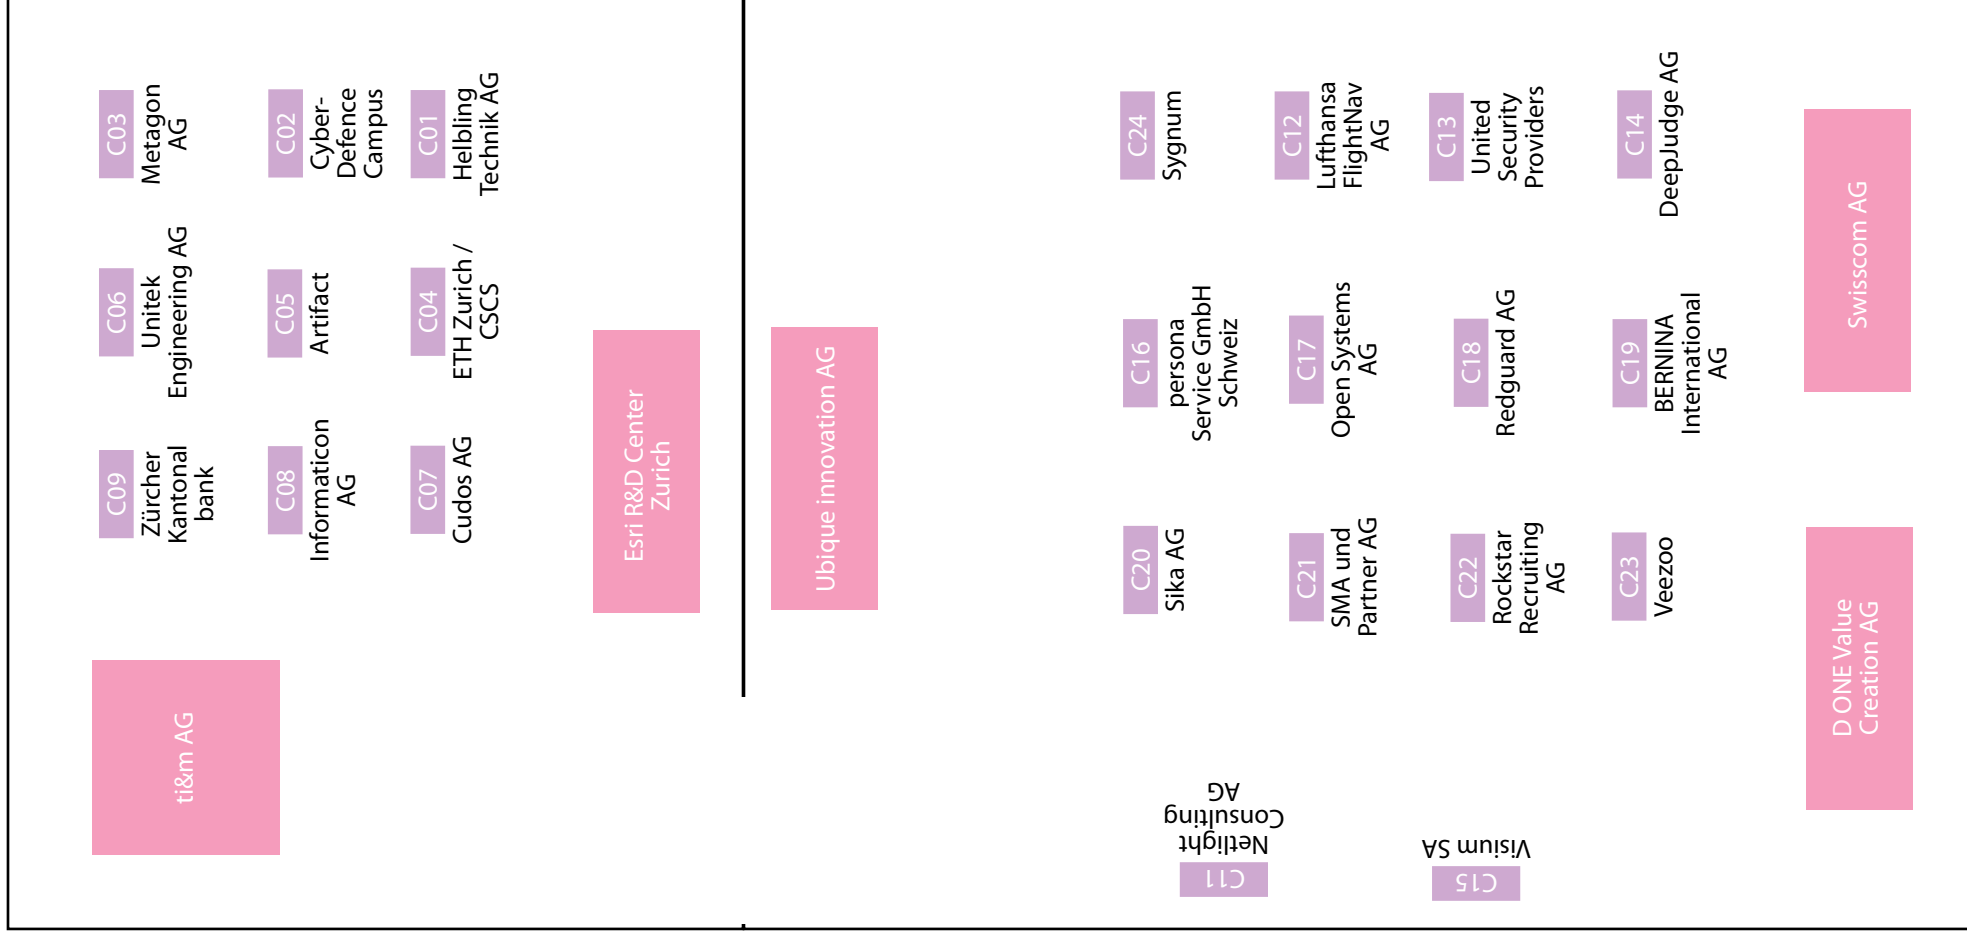 C03
Metagon
AG
C02
Cyber-
Defence
Campus
C01
Helbling
Technik AG
C06
Unitek
Engineering AG
C05
Artifact
C04
ETH Zurich /
CSCS
C09
Zürcher
Kantonal
bank
C08
Informaticon
AG
C07
Cudos AG
Esri R&D Center
Zurich
ti&m AG
Ubique innovation AG
C24
Sygnum
C12
Lufthansa
FlightNav
AG
C13
United
Security
Providers
C14
DeepJudge AG
C16
persona
Service GmbH
Schweiz
C17
Open Systems
AG
C18
Redguard AG
C19
BERNINA
International
AG
C20
Sika AG
C21
SMA und
Partner AG
C22
Rockstar
Recruiting
AG
C23
Veezoo
Swisscom AG
D ONE Value
Creation AG
C11
Netlight
Consulting
AG
C15
Visium SA